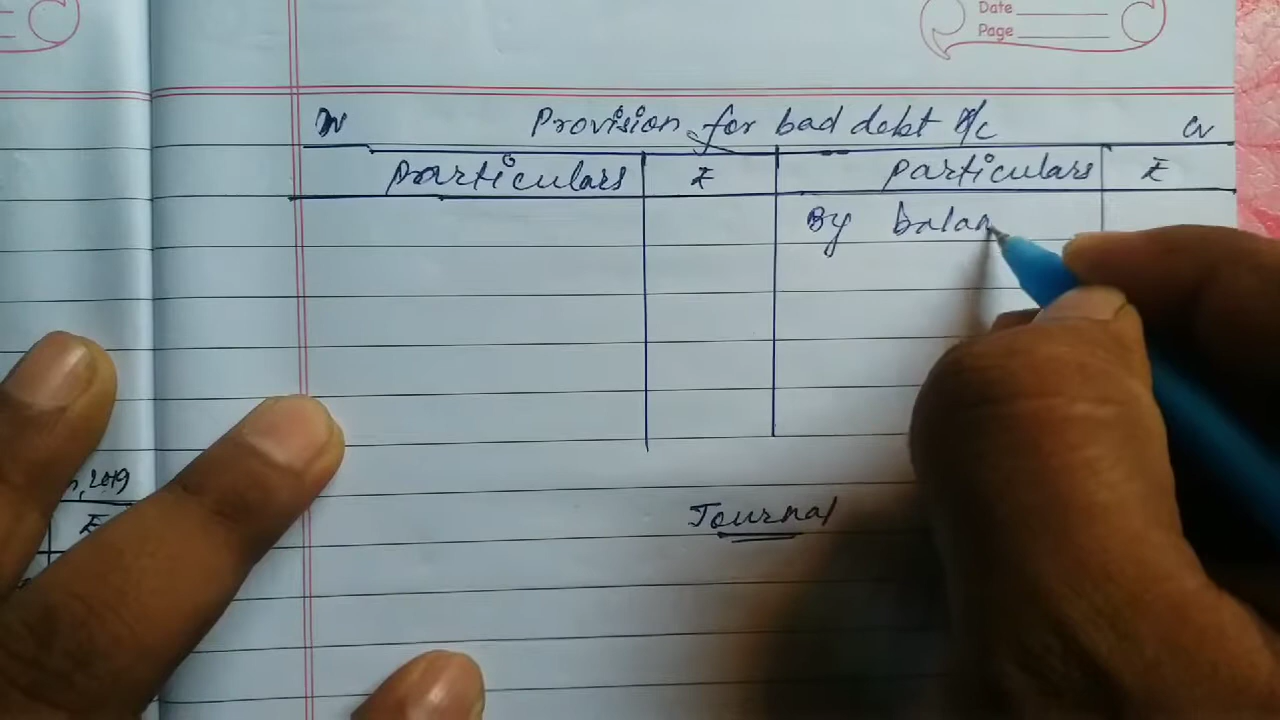 Date
Page
Dr Provision for bad debt A/c Cr
Particulars ₹ Particulars ₹
By balan
Journal
, 2019
₹